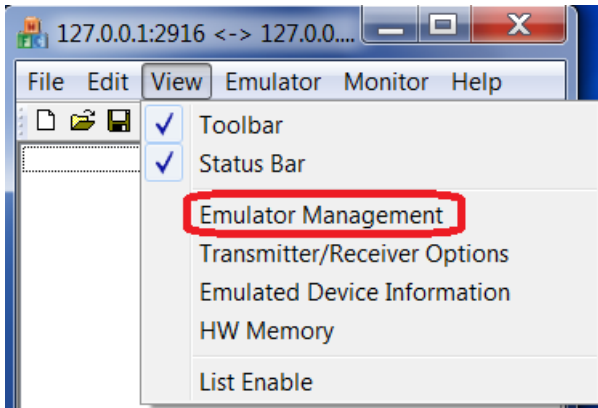 127.0.0.1:2916 <-> 127.0.0....
File Edit View Emulator Monitor Help
Toolbar
Status Bar
Emulator Management
Transmitter/Receiver Options
Emulated Device Information
HW Memory
List Enable